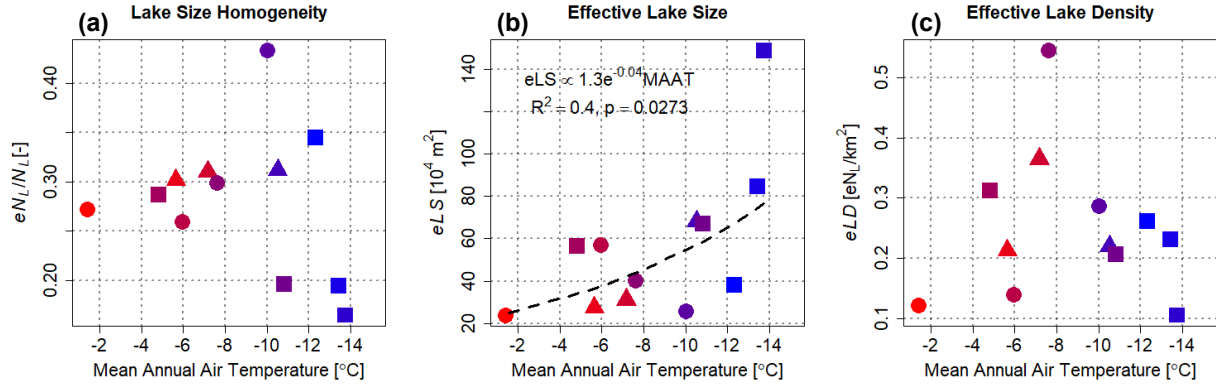 (a) Lake Size Homogeneity
eN_L/N_L [-]
0.20 0.30 0.40
-2 -4 -6 -8 -10 -12 -14
Mean Annual Air Temperature [°C]
(b) Effective Lake Size
eLS ∝ 1.3e^-0.04 MAAT
R² = 0.4, p = 0.0273
eLS [10⁴ m²]
20 40 60 80 100 140
-2 -4 -6 -8 -10 -12 -14
Mean Annual Air Temperature [°C]
(c) Effective Lake Density
eLD [eN_L/km²]
0.1 0.2 0.3 0.4 0.5
-2 -4 -6 -8 -10 -12 -14
Mean Annual Air Temperature [°C]